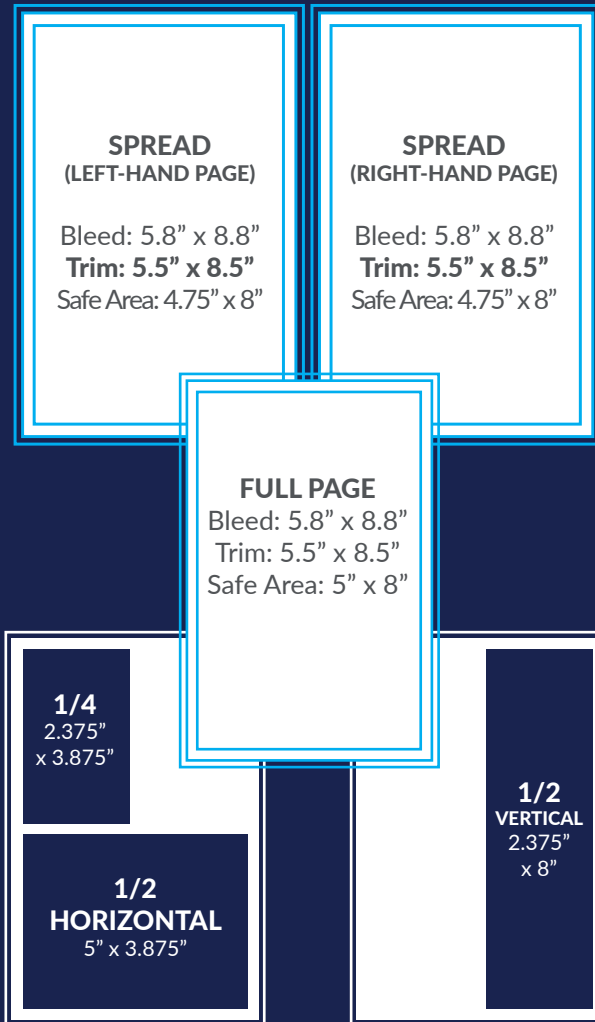 SPREAD
(LEFT-HAND PAGE)
Bleed: 5.8” x 8.8”
Trim: 5.5” x 8.5”
Safe Area: 4.75” x 8”
SPREAD
(RIGHT-HAND PAGE)
Bleed: 5.8” x 8.8”
Trim: 5.5” x 8.5”
Safe Area: 4.75” x 8”
FULL PAGE
Bleed: 5.8” x 8.8”
Trim: 5.5” x 8.5”
Safe Area: 5” x 8”
1/4
2.375”
x 3.875”
1/2
HORIZONTAL
5” x 3.875”
1/2
VERTICAL
2.375”
x 8”